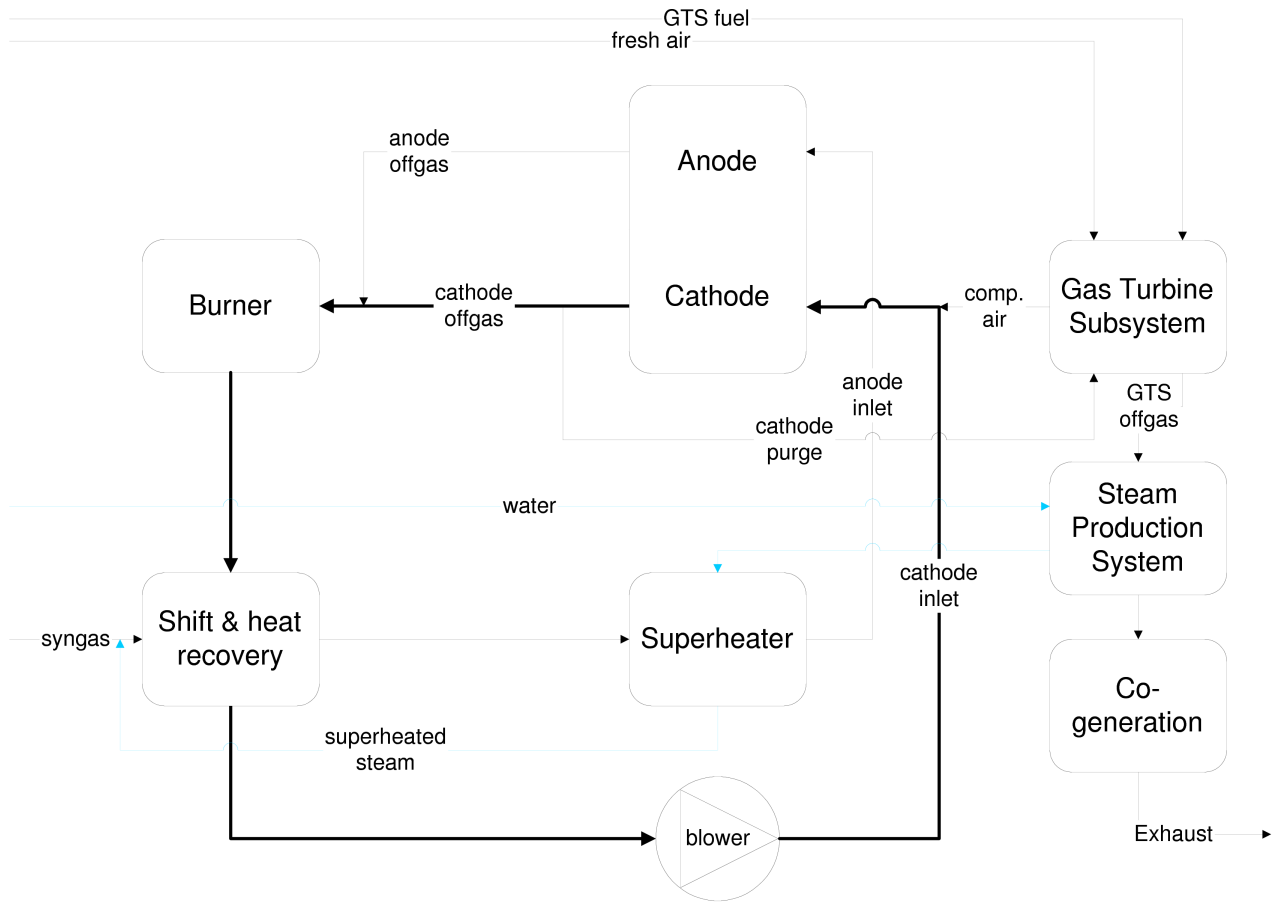 GTS fuel
fresh air
anode
offgas
Anode
Burner
cathode
offgas
Cathode
comp.
air
Gas Turbine
Subsystem
anode
inlet
GTS
offgas
cathode
purge
water
Steam
Production
System
cathode
inlet
syngas
Shift & heat
recovery
Superheater
Co-
generation
superheated
steam
blower
Exhaust